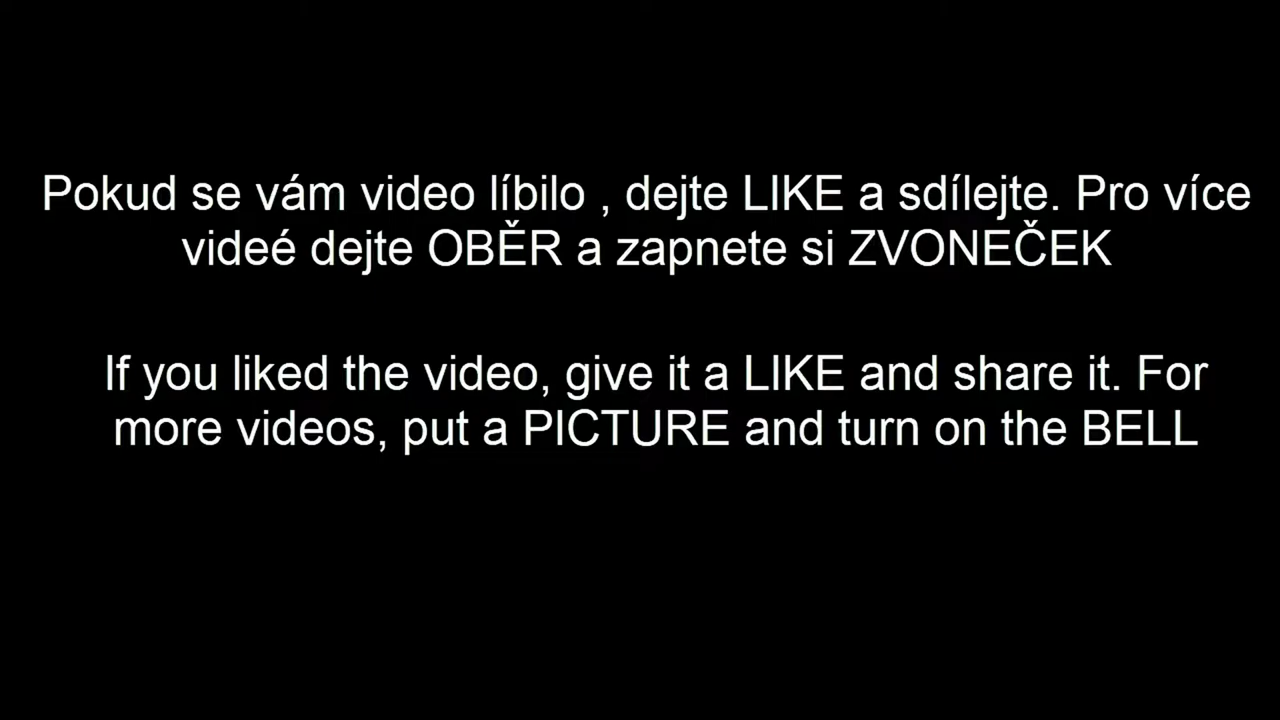 Pokud se vám video líbilo , dejte LIKE a sdílejte. Pro více
videé dejte OBĚR a zapnete si ZVONEČEK
If you liked the video, give it a LIKE and share it. For
more videos, put a PICTURE and turn on the BELL